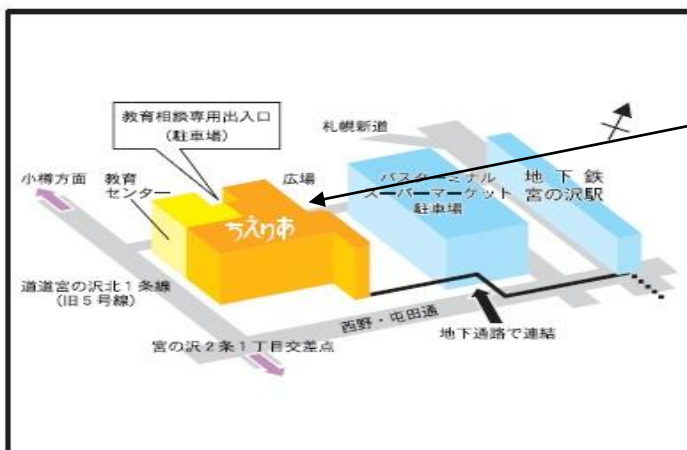 教育相談専用出入口
(駐車場)
札幌新道
小樽方面
教育
センター
広場
バスターミナル
スーパーマーケット
駐車場
地下鉄
宮の沢駅
ちえりあ
道道宮の沢北1条線
(旧5号線)
西野・屯田通
地下通路で連結
宮の沢2条1丁目交差点